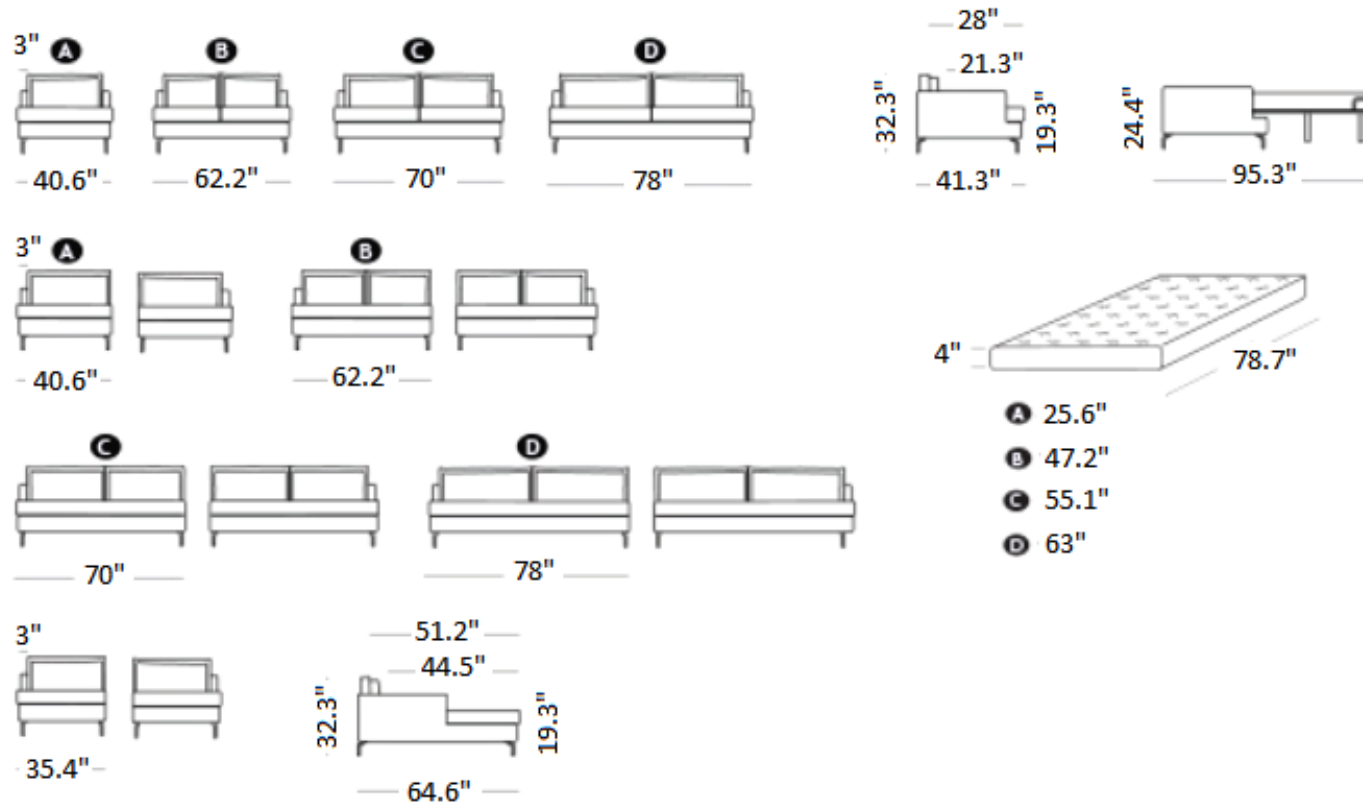 3" A B C D
40.6" 62.2" 70" 78"
28"
21.3"
32.3" 19.3"
41.3"
24.4"
95.3"
3" A B
40.6" 62.2"
4" 78.7"
A 25.6"
B 47.2"
C 55.1"
D 63"
C D
70" 78"
3"
35.4"
51.2"
44.5"
32.3" 19.3"
64.6"